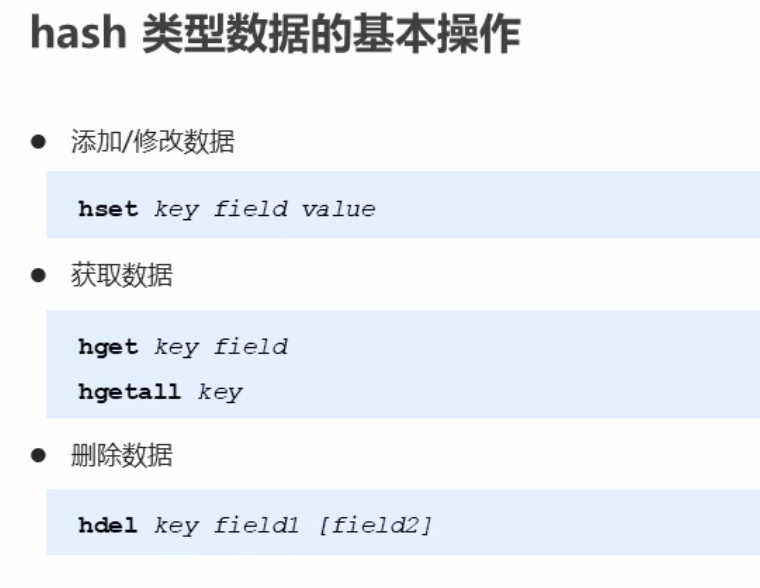 hash 类型数据的基本操作
● 添加/修改数据
hset key field value
● 获取数据
hget key field
hgetall key
● 删除数据
hdel key field1 [field2]